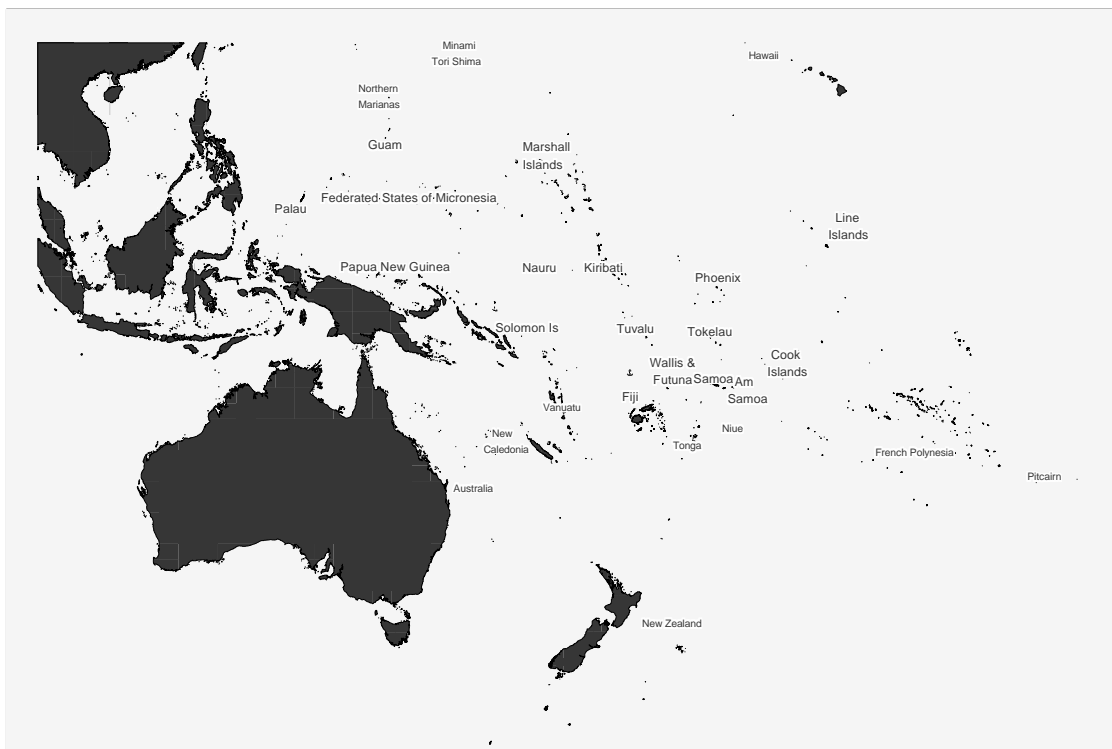 Minami
Tori Shima
Hawaii
Northern
Marianas
Guam
Marshall
Islands
Federated States of Micronesia
Palau
Line
Islands
Papua New Guinea
Nauru
Kiribati
Phoenix
Solomon Is
Tuvalu
Tokelau
Cook
Islands
Wallis &
Futuna
Samoa
Am
Samoa
Fiji
Vanuatu
Niue
New
Caledonia
Tonga
French Polynesia
Pitcairn
Australia
New Zealand